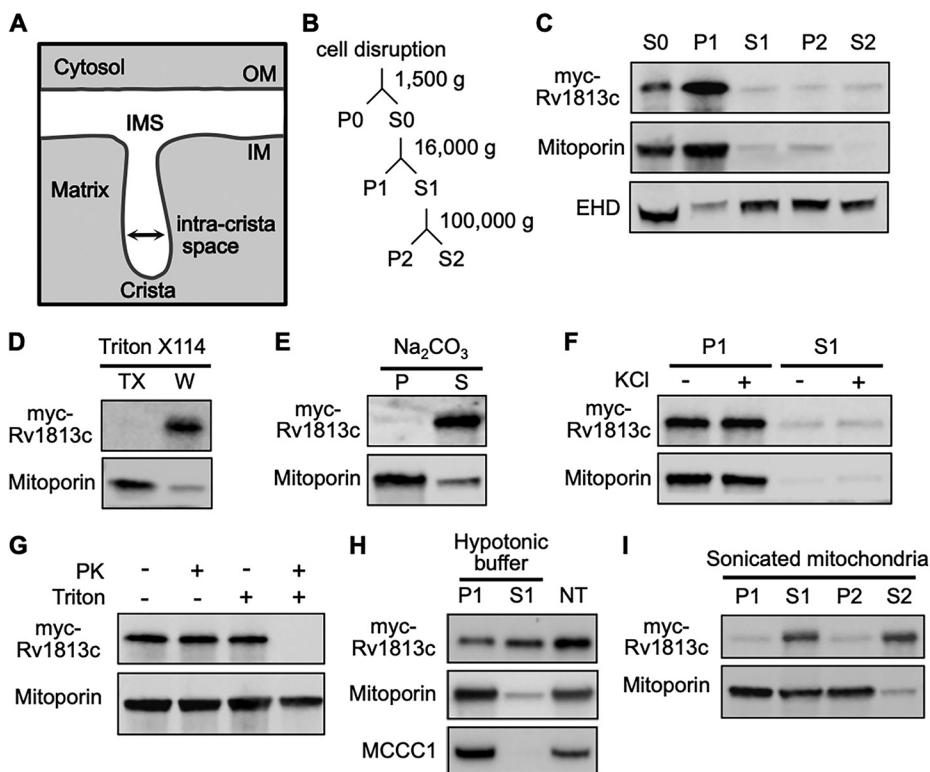 A
Cytosol
OM
IMS
IM
Matrix
intra-crista
space
Crista
B
cell disruption
1,500 g
P0 S0
16,000 g
P1 S1
100,000 g
P2 S2
C
S0 P1 S1 P2 S2
myc-
Rv1813c
Mitoporin
EHD
D
Triton X114
TX W
myc-
Rv1813c
Mitoporin
E
Na₂CO₃
P S
myc-
Rv1813c
Mitoporin
F
P1 S1
KCl - + - +
myc-
Rv1813c
Mitoporin
G
PK - + - +
Triton - - + +
myc-
Rv1813c
Mitoporin
H
Hypotonic
buffer
P1 S1 NT
myc-
Rv1813c
Mitoporin
MCCC1
I
Sonicated mitochondria
P1 S1 P2 S2
myc-
Rv1813c
Mitoporin